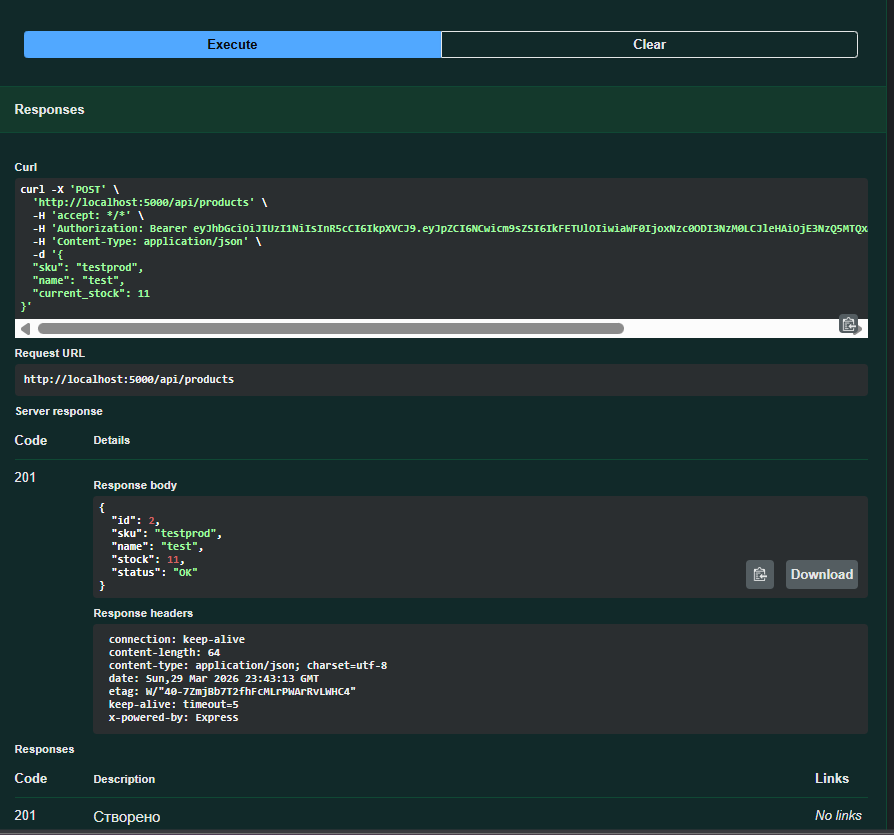 Execute
Clear
Responses
Curl
curl -X 'POST' \
'http://localhost:5000/api/products' \
-H 'accept: */*' \
-H 'Authorization: Bearer eyJhbGciOiJIUzI1NiIsInR5cCI6IkpXVCJ9.eyJpZCI6NCwicm9sZSI6IkFETUlOIiwiaWF0IjoxNzc0ODI3NzM0LCJleHAiOjE3NzQ5MTQx
-H 'Content-Type: application/json' \
-d '{
"sku": "testprod",
"name": "test",
"current_stock": 11
}'
Request URL
http://localhost:5000/api/products
Server response
Code Details
201
Response body
{
"id": 2,
"sku": "testprod",
"name": "test",
"stock": 11,
"status": "OK"
}
Download
Response headers
connection: keep-alive
content-length: 64
content-type: application/json; charset=utf-8
date: Sun,29 Mar 2026 23:43:13 GMT
etag: W/"40-7ZmjBb7T2fhFcMLrPWArRvLWHC4"
keep-alive: timeout=5
x-powered-by: Express
Responses
Code Description Links
201 Створено No links